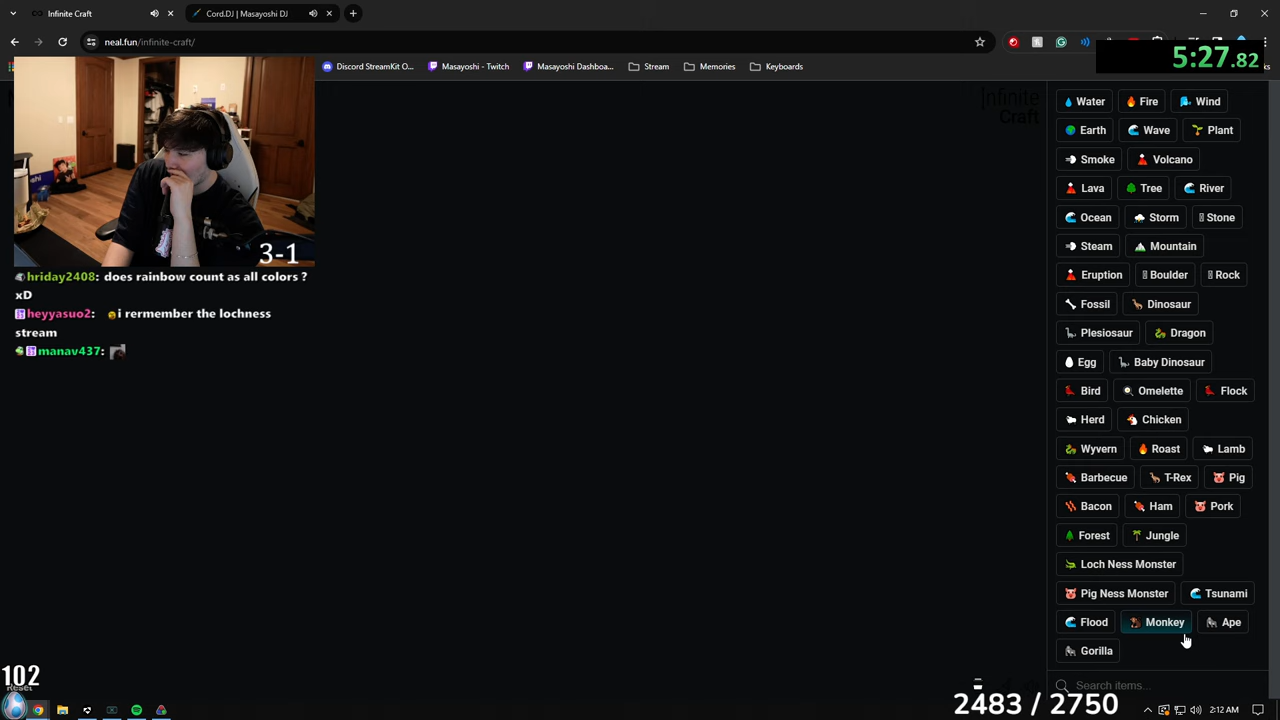 Infinite Craft
Cord.DJ | Masayoshi DJ
neal.fun/infinite-craft/
5:27.82
Discord StreamKit O...
Masayoshi - Twitch
Masayoshi Dashboa...
Stream
Memories
Keyboards
Infinite
Craft
3-1
hriday2408: does rainbow count as all colors ?
xD
heyyasuo2: i rermember the lochness
stream
manav437:
Water Fire Wind
Earth Wave Plant
Smoke Volcano
Lava Tree River
Ocean Storm Stone
Steam Mountain
Eruption Boulder Rock
Fossil Dinosaur
Plesiosaur Dragon
Egg Baby Dinosaur
Bird Omelette Flock
Herd Chicken
Wyvern Roast Lamb
Barbecue T-Rex Pig
Bacon Ham Pork
Forest Jungle
Loch Ness Monster
Pig Ness Monster Tsunami
Flood Monkey Ape
Gorilla
Search items...
102
Reset
2483 / 2750
2:12 AM